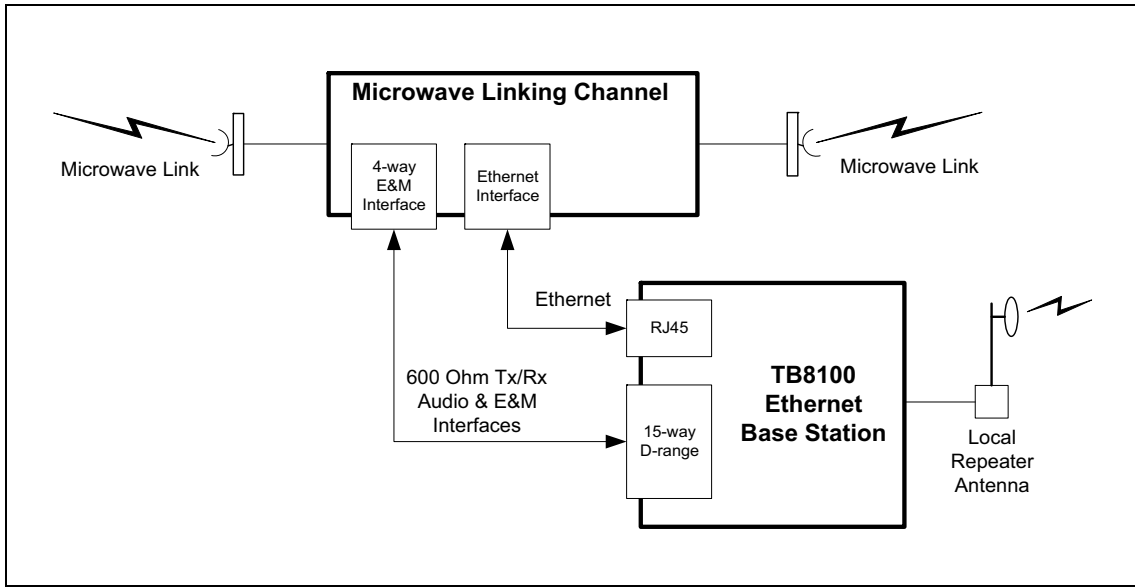 Microwave Linking Channel
Microwave Link
4-way
E&M
Interface
Ethernet
Interface
Microwave Link
Ethernet
RJ45
600 Ohm Tx/Rx
Audio & E&M
Interfaces
15-way
D-range
TB8100
Ethernet
Base Station
Local
Repeater
Antenna